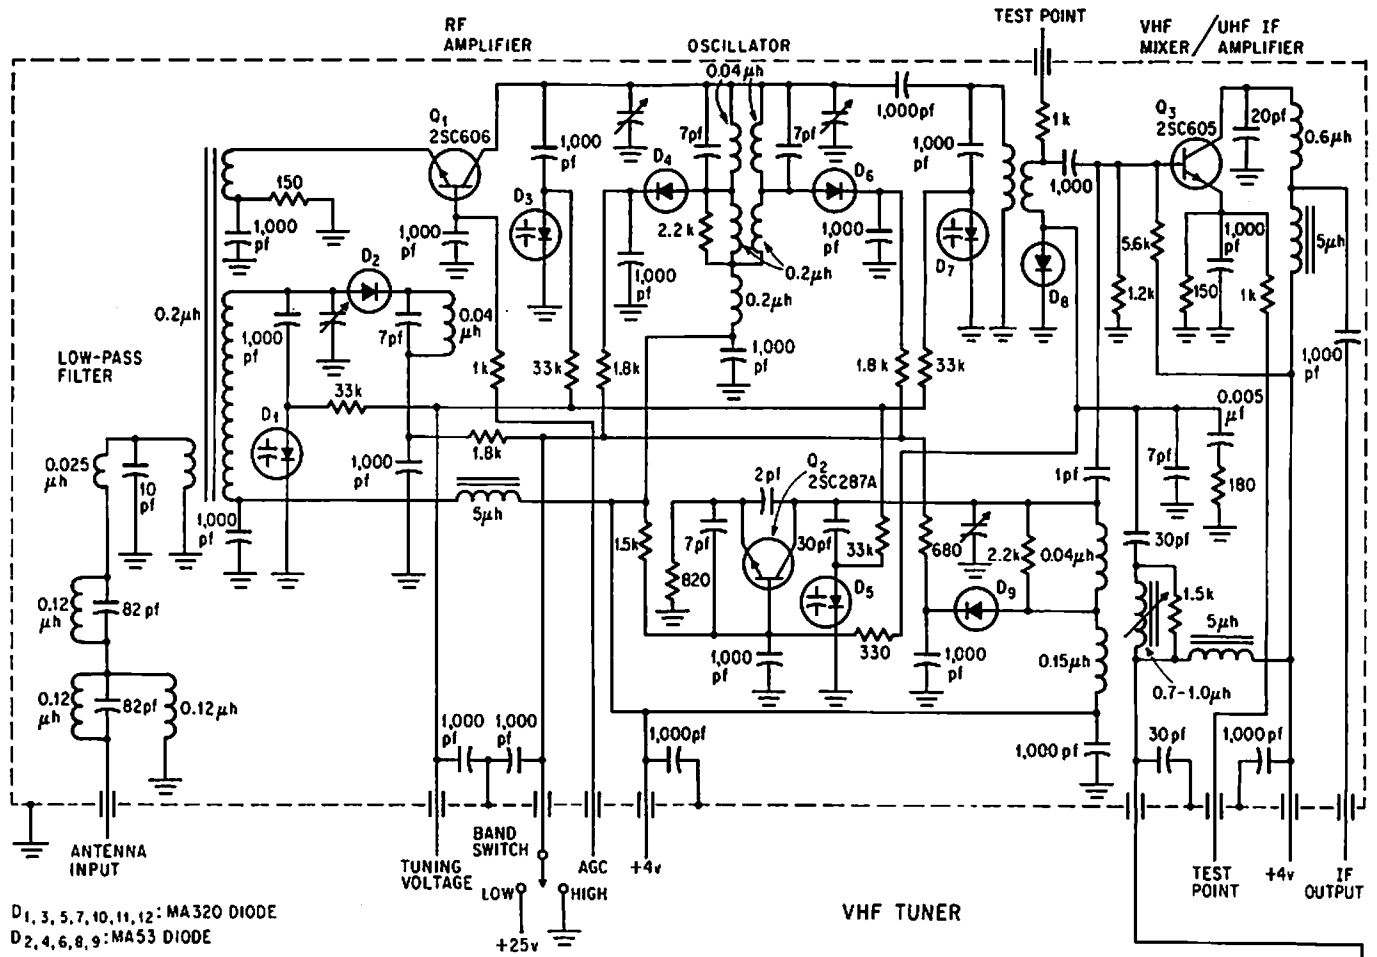 TEST POINT
RF
AMPLIFIER
OSCILLATOR
VHF
MIXER
UHF IF
AMPLIFIER
0.04μh
1,000pf
Q1
2SC606
1,000
pf
7pf
7pf
1,000
pf
1k
Q3
2SC605
20pf
0.6μh
D4
D6
1,000
150
D3
1,000
pf
1,000
pf
2.2k
1,000
pf
D7
5.6k
1,000
pf
5μh
D2
1,000
pf
0.2μh
D8
1.2k
150
1k
0.2μh
0.2μh
1,000
pf
7pf
0.04
μh
1,000
pf
1,000
pf
LOW-PASS
FILTER
33k
1k
33k
1.8k
1.8k
33k
0.005
μf
D1
1.8k
0.025
μh
10
pf
1,000
pf
Q2
2SC287A
2pf
1pf
7pf
180
1,000
pf
5μh
1.5k
7pf
30pf
33k
680
2.2k
0.04μh
30pf
0.12
μh
82pf
820
D5
D9
1.5k
5μh
1,000
pf
330
1,000
pf
0.15μh
0.7-1.0μh
0.12
μh
82pf
0.12μh
1,000
pf
1,000
pf
1,000pf
1,000pf
30pf
1,000pf
ANTENNA
INPUT
TUNING
VOLTAGE
BAND
SWITCH
AGC
+4v
TEST
POINT
+4v
IF
OUTPUT
LOW
HIGH
+25v
VHF TUNER
D1, 3, 5, 7, 10, 11, 12: MA320 DIODE
D2, 4, 6, 8, 9: MA53 DIODE